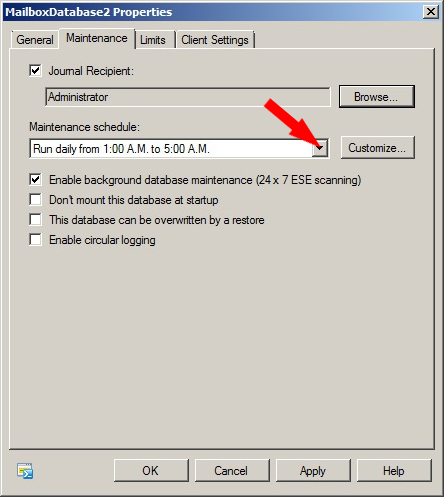 MailboxDatabase2 Properties
General Maintenance Limits Client Settings
Journal Recipient:
Administrator Browse...
Maintenance schedule:
Run daily from 1:00 A.M. to 5:00 A.M. Customize...
Enable background database maintenance (24 x 7 ESE scanning)
Don't mount this database at startup
This database can be overwritten by a restore
Enable circular logging
OK Cancel Apply Help